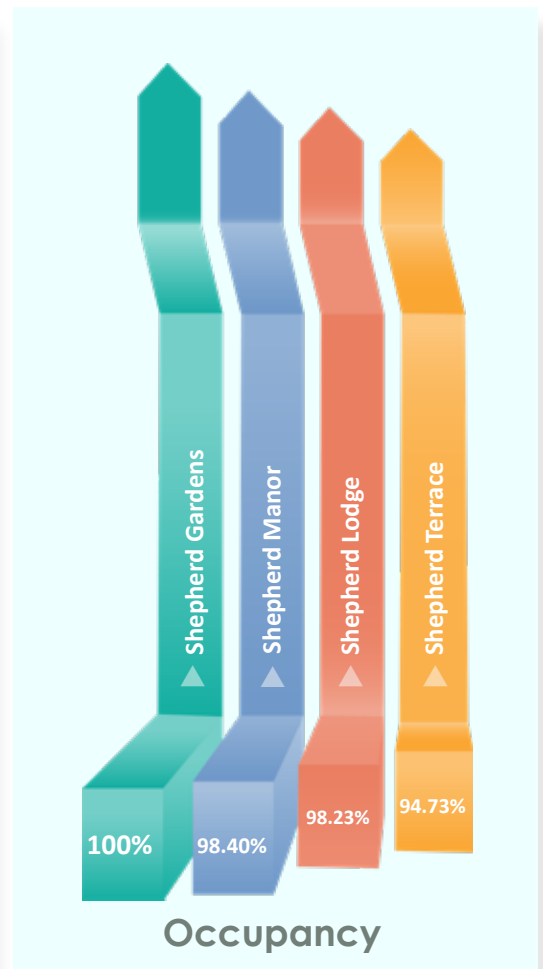 Shepherd Gardens
Shepherd Manor
Shepherd Lodge
Shepherd Terrace
100%
98.40%
98.23%
94.73%
Occupancy